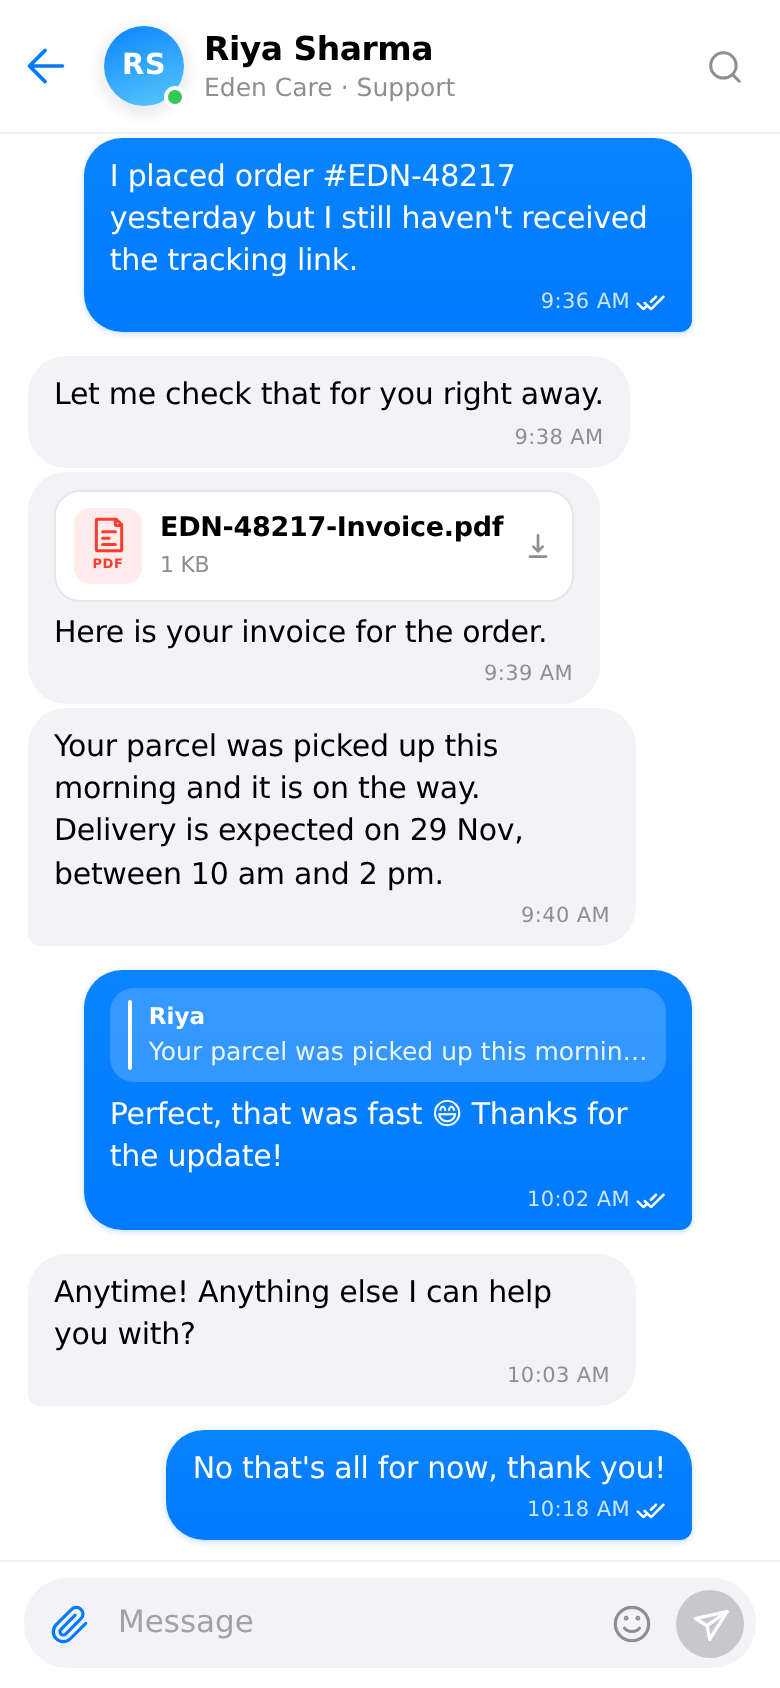 RS
Riya Sharma
Eden Care · Support
I placed order #EDN-48217
yesterday but I still haven't received
the tracking link.
9:36 AM
Let me check that for you right away.
9:38 AM
EDN-48217-Invoice.pdf
PDF
1 KB
Here is your invoice for the order.
9:39 AM
Your parcel was picked up this
morning and it is on the way.
Delivery is expected on 29 Nov,
between 10 am and 2 pm.
9:40 AM
Riya
Your parcel was picked up this mornin…
Perfect, that was fast 😄 Thanks for
the update!
10:02 AM
Anytime! Anything else I can help
you with?
10:03 AM
No that's all for now, thank you!
10:18 AM
Message